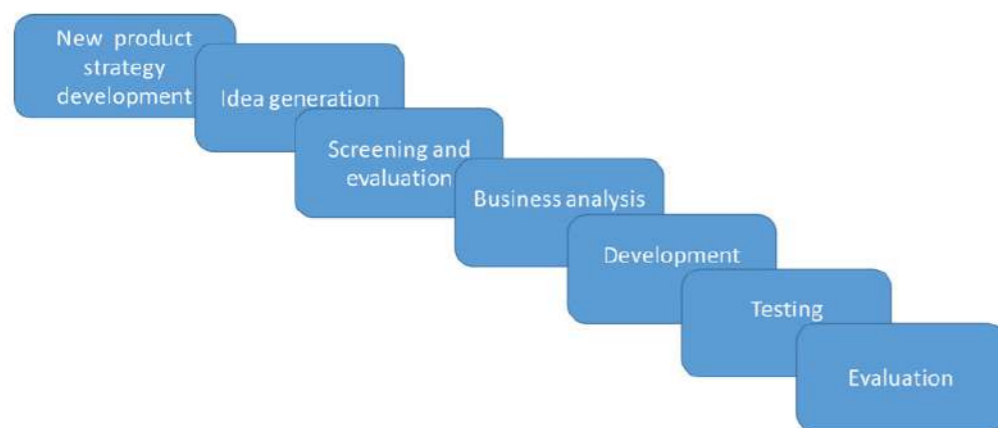 New product
strategy
development
Idea generation
Screening and
evaluation
Business analysis
Development
Testing
Evaluation